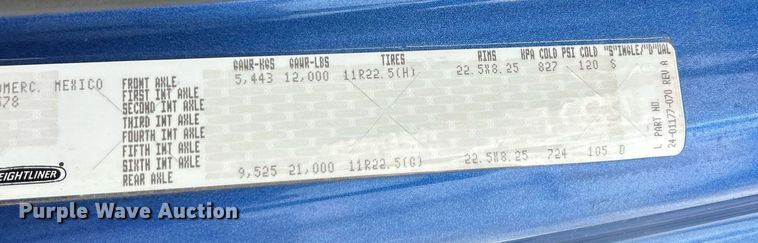 GAWR-KGS GAWR-LBS TIRES RIMS KPA COLD PSI COLD "S"INGLE/"D"UAL
OMERC, MEXICO FRONT AXLE 5,443 12,000 11R22.5(H) 22.5X8.25 827 120 S
678 FIRST INT AXLE
SECOND INT AXLE
THIRD INT AXLE
FOURTH INT AXLE
FIFTH INT AXLE
SIXTH INT AXLE
REAR AXLE 9,525 21,000 11R22.5(G) 22.5X8.25 724 105 D
L PART NO.
24-01177-070 REV A
EIGHTLINER
Purple Wave Auction